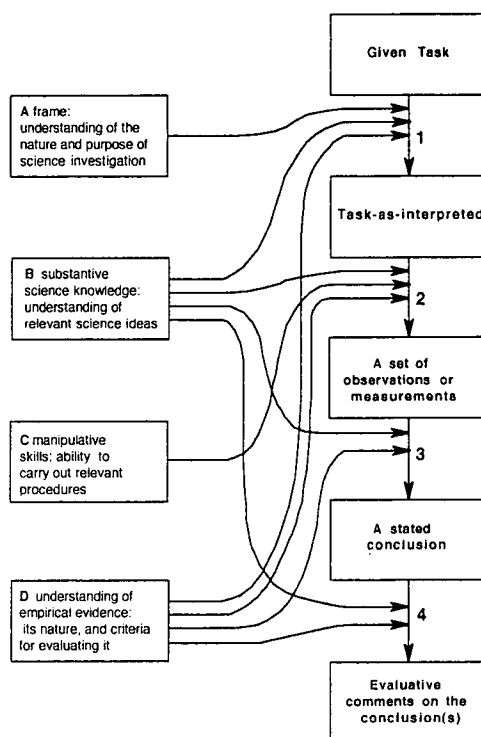 Given Task
A frame:
understanding of the
nature and purpose of
science investigation
1
Task-as-interpreted
B substantive
science knowledge:
understanding of
relevant science ideas
2
A set of
observations or
measurements
C manipulative
skills: ability to
carry out relevant
procedures
3
A stated
conclusion
D understanding of
empirical evidence:
its nature, and criteria
for evaluating it
4
Evaluative
comments on the
conclusion(s)